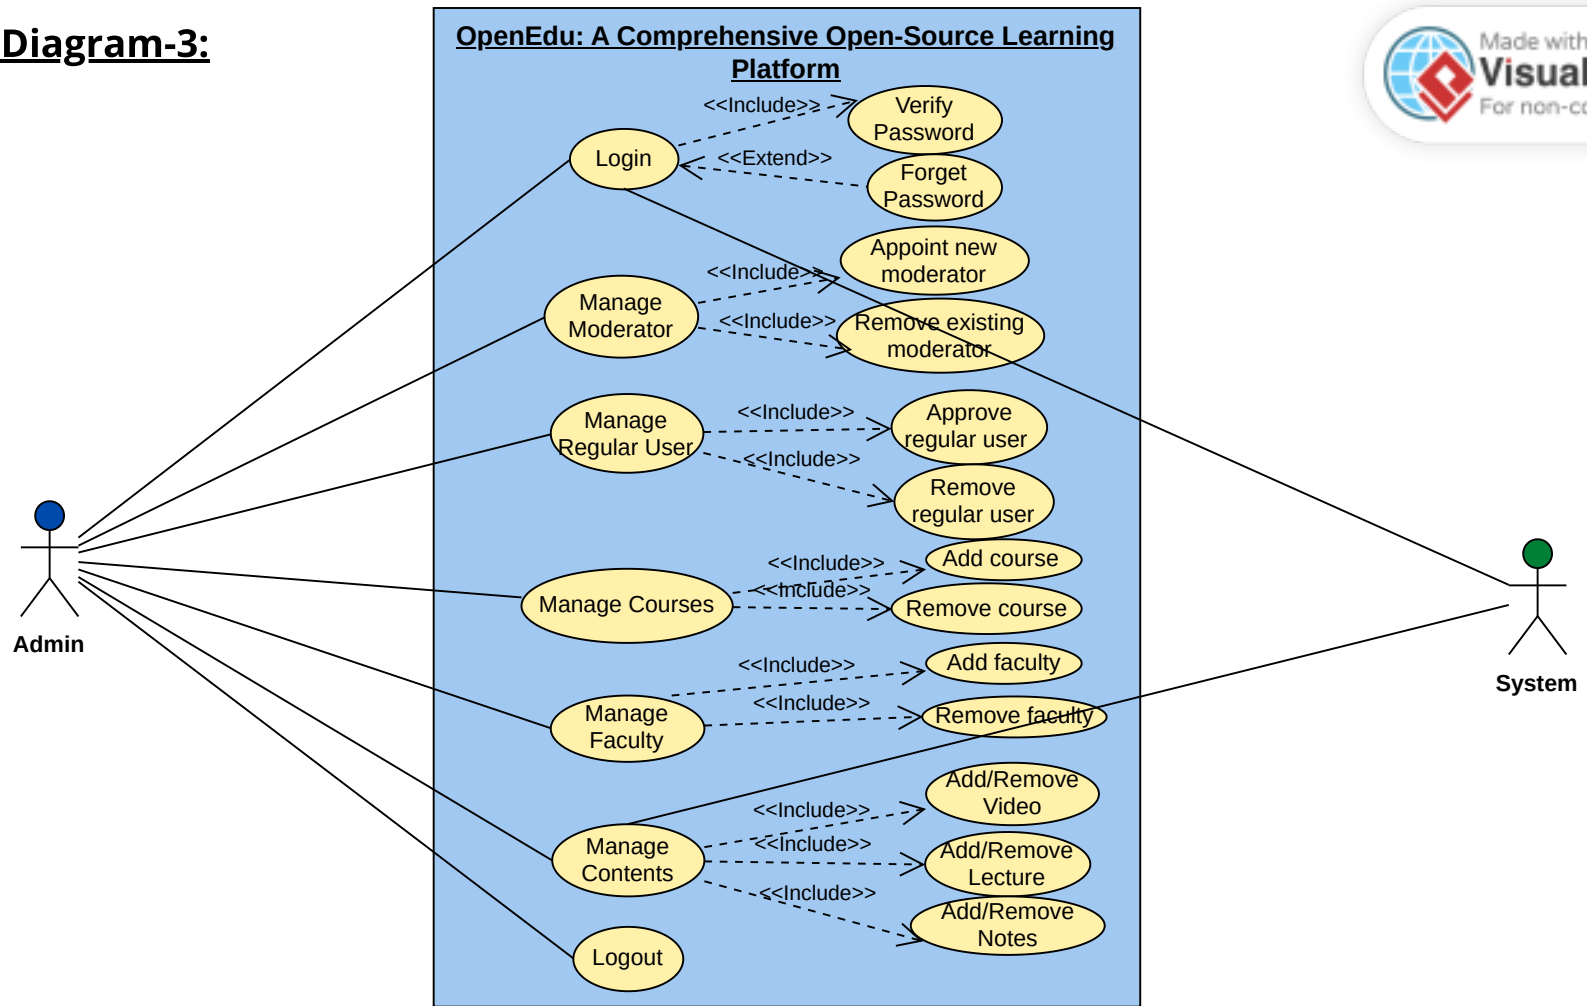 Diagram-3:
OpenEdu: A Comprehensive Open-Source Learning
Platform
Made with
Visual
For non-co
<<Include>>
Verify
Password
Login
<<Extend>>
Forget
Password
Appoint new
moderator
<<Include>>
Manage
Moderator
<<Include>>
Remove existing
moderator
Manage
Regular User
<<Include>>
Approve
regular user
<<Include>>
Remove
regular user
Manage Courses
<<Include>>
Add course
<<Include>>
Remove course
Admin
<<Include>>
Add faculty
System
Manage
Faculty
<<Include>>
Remove faculty
Add/Remove
Video
<<Include>>
Manage
Contents
<<Include>>
Add/Remove
Lecture
<<Include>>
Add/Remove
Notes
Logout